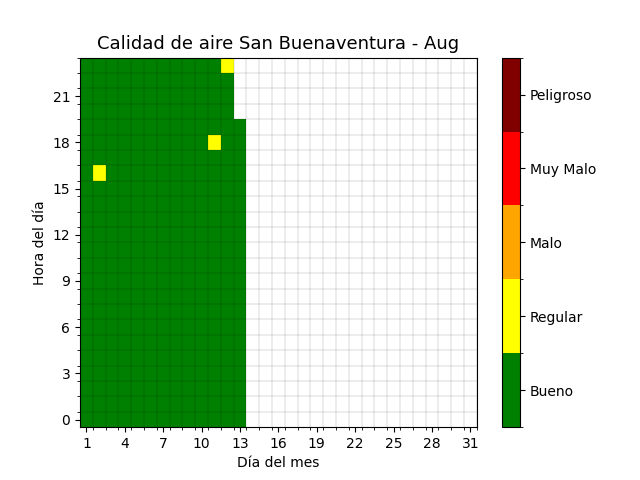 Calidad de aire San Buenaventura - Aug
Hora del día
21
18
15
12
9
6
3
0
1 4 7 10 13 16 19 22 25 28 31
Día del mes
Peligroso
Muy Malo
Malo
Regular
Bueno